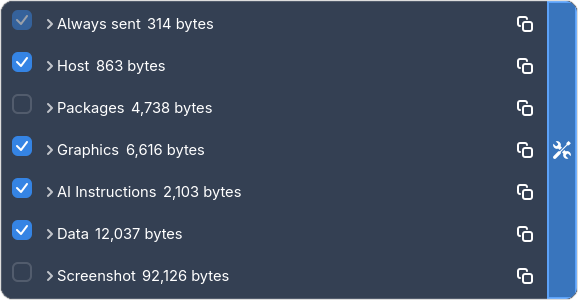 Always sent 314 bytes
Host 863 bytes
Packages 4,738 bytes
Graphics 6,616 bytes
AI Instructions 2,103 bytes
Data 12,037 bytes
Screenshot 92,126 bytes